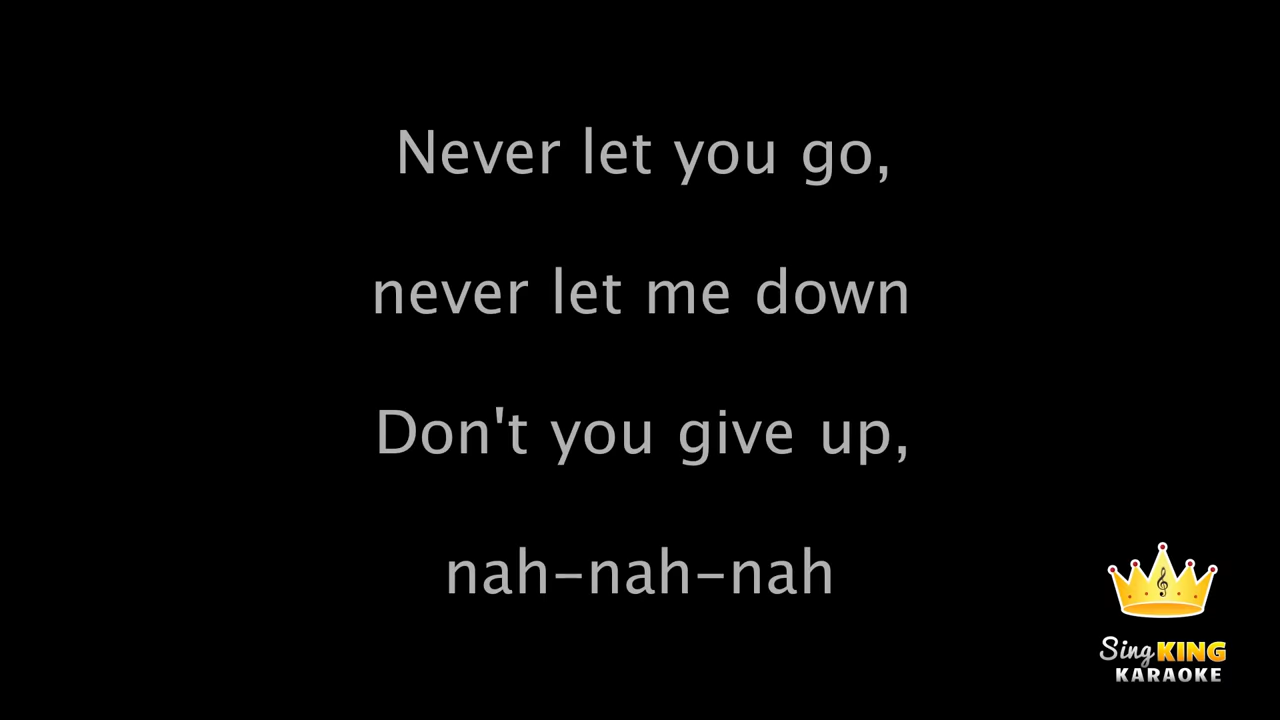 Never let you go,
never let me down
Don't you give up,
nah-nah-nah
Sing KING
KARAOKE